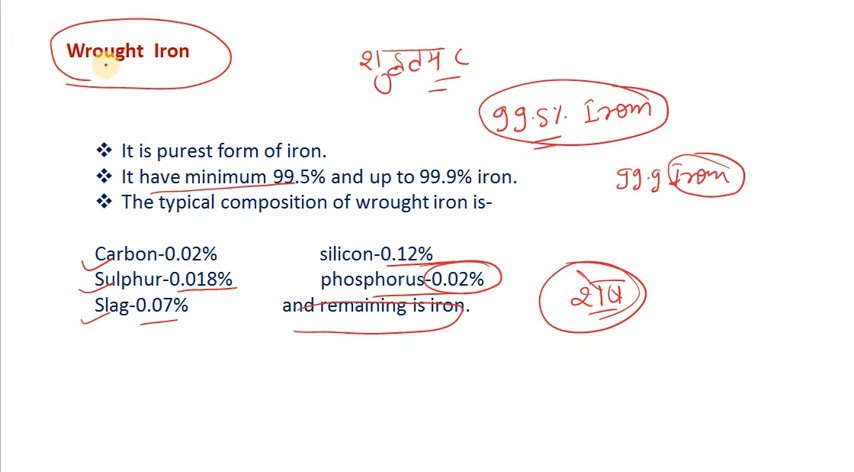 Wrought Iron
शुद्धतम C
99.5% Iron
❖ It is purest form of iron.
❖ It have minimum 99.5% and up to 99.9% iron.
99.9 Iron
❖ The typical composition of wrought iron is-
Carbon-0.02% silicon-0.12%
Sulphur-0.018% phosphorus-0.02%
Slag-0.07% and remaining is iron.
शेष